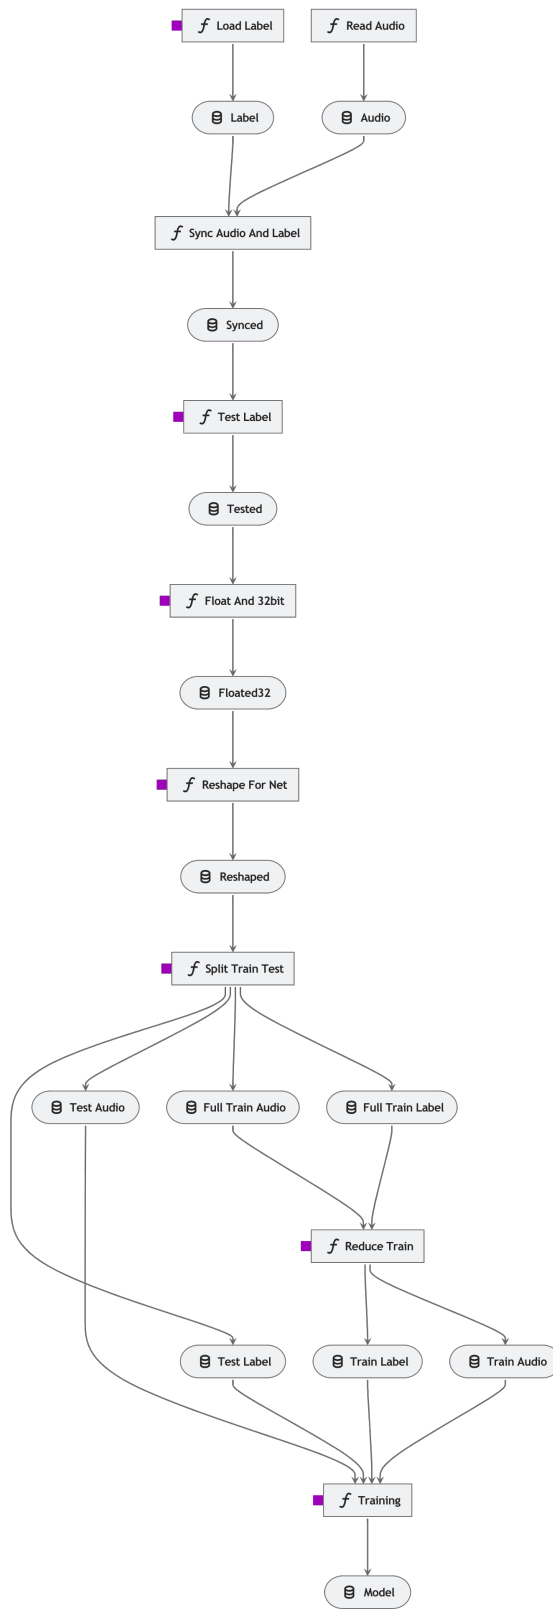 Load Label
Read Audio
Label
Audio
Sync Audio And Label
Synced
Test Label
Tested
Float And 32bit
Floated32
Reshape For Net
Reshaped
Split Train Test
Test Audio
Full Train Audio
Full Train Label
Reduce Train
Test Label
Train Label
Train Audio
Training
Model